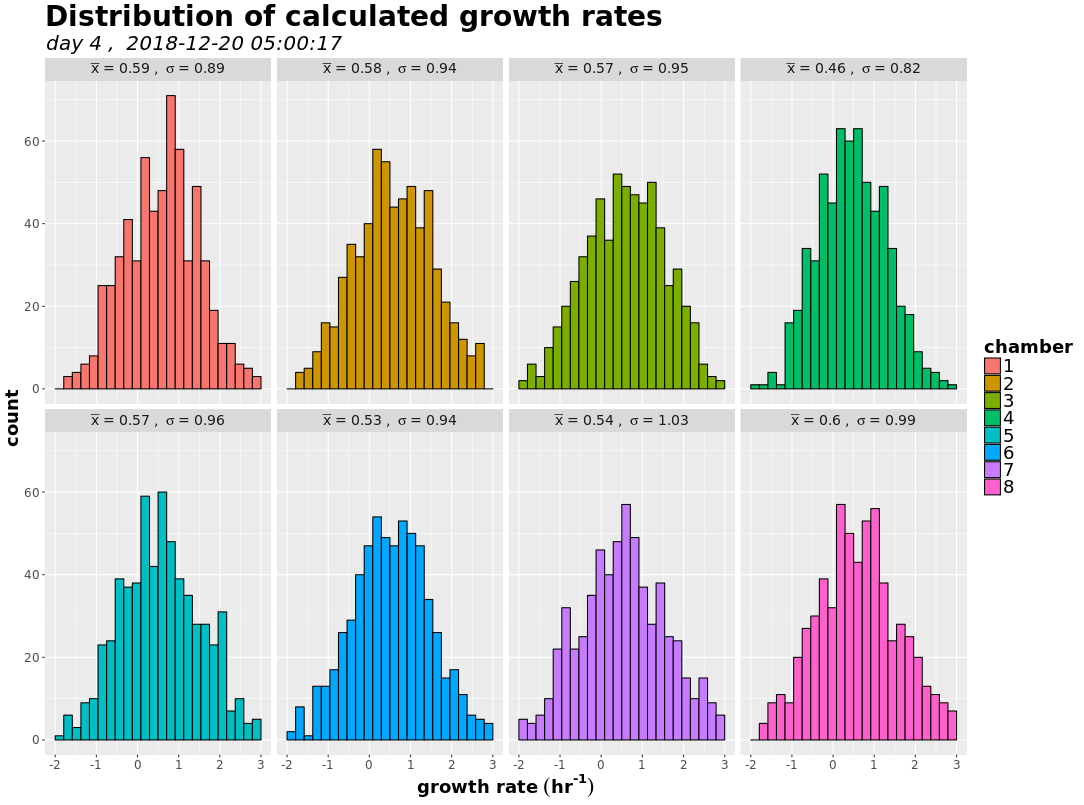 Distribution of calculated growth rates
day 4 ,  2018-12-20 05:00:17
x̅ = 0.59 ,  σ = 0.89
x̅ = 0.58 ,  σ = 0.94
x̅ = 0.57 ,  σ = 0.95
x̅ = 0.46 ,  σ = 0.82
60
40
20
0
x̅ = 0.57 ,  σ = 0.96
x̅ = 0.53 ,  σ = 0.94
x̅ = 0.54 ,  σ = 1.03
x̅ = 0.6 ,  σ = 0.99
60
40
20
0
-2 -1 0 1 2 3
-2 -1 0 1 2 3
-2 -1 0 1 2 3
-2 -1 0 1 2 3
growth rate (hr⁻¹)
count
chamber
1
2
3
4
5
6
7
8